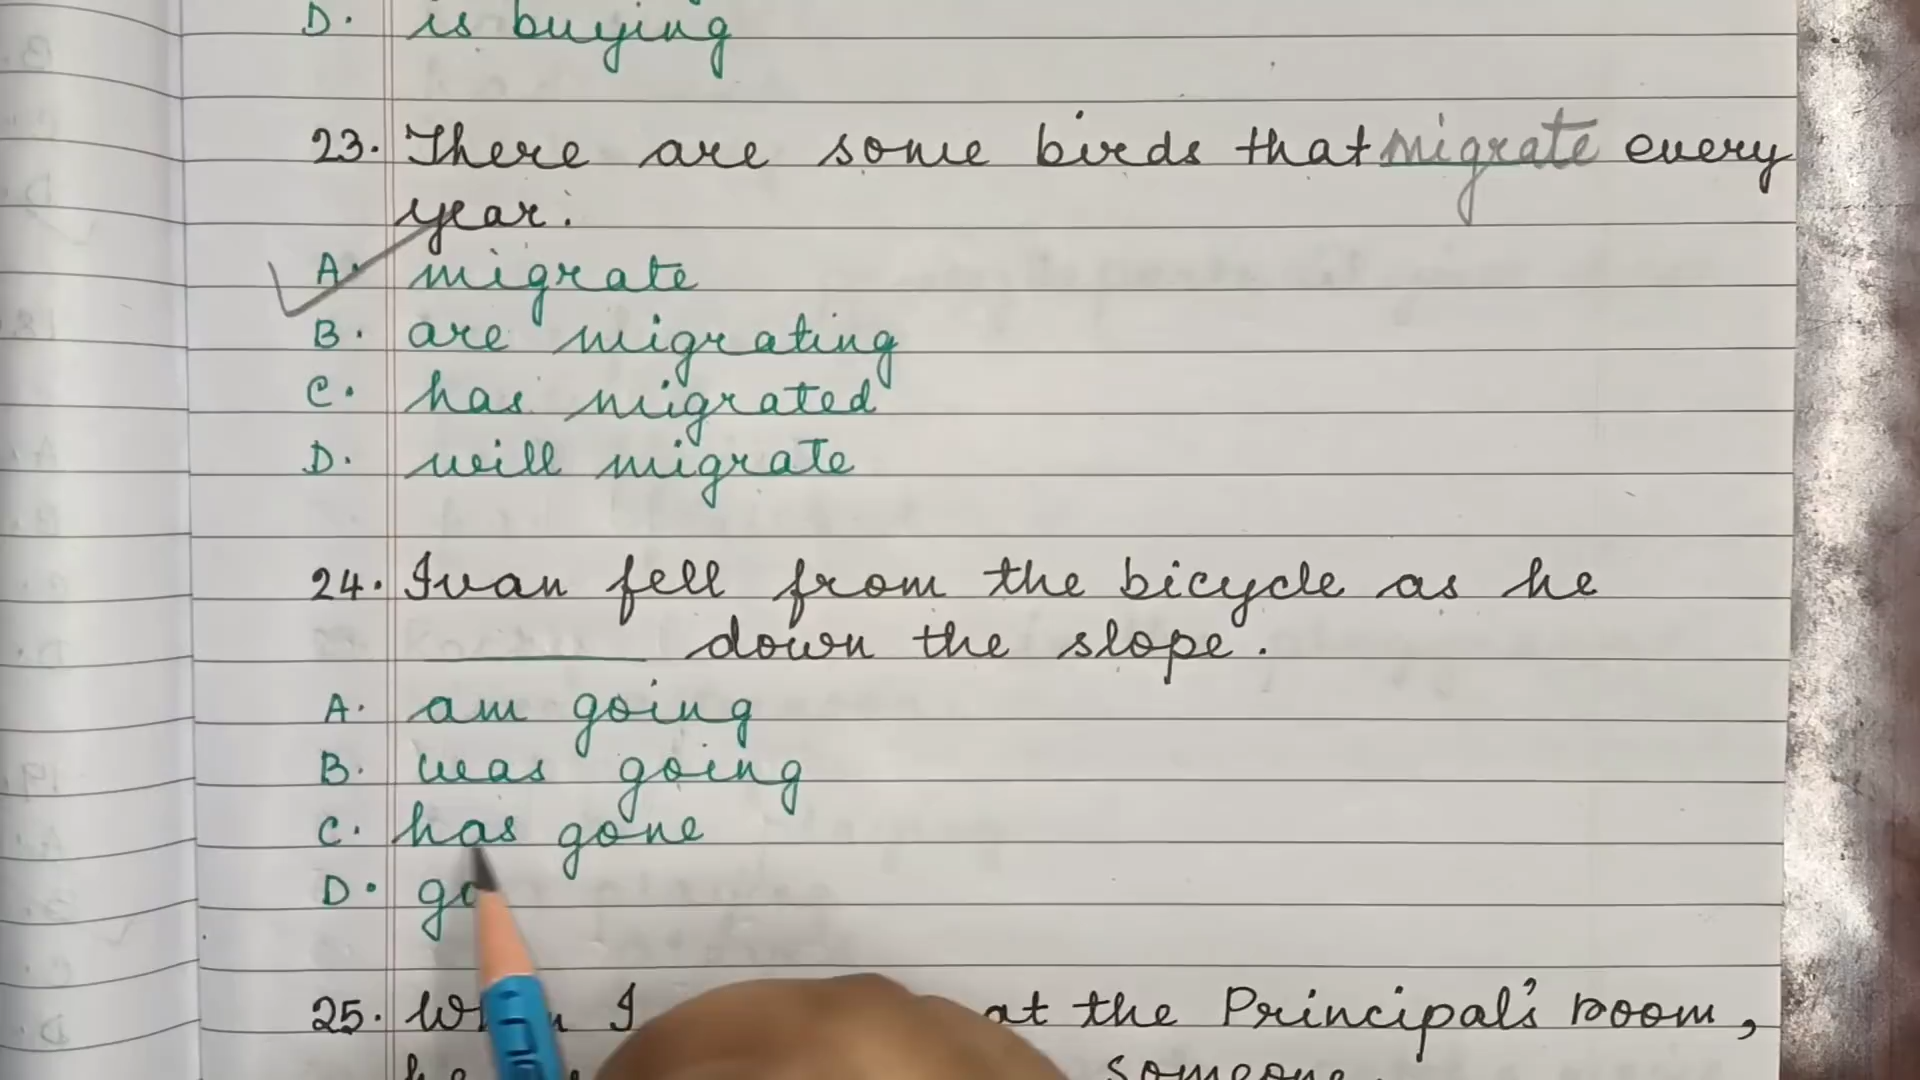 D. is buying
23. There are some birds that migrate every
year.
A. migrate
B. are migrating
C. has migrated
D. will migrate
24. Ivan fell from the bicycle as he
________ down the slope.
A. am going
B. was going
C. has gone
D.
25. I at the Principal's room,
someone.